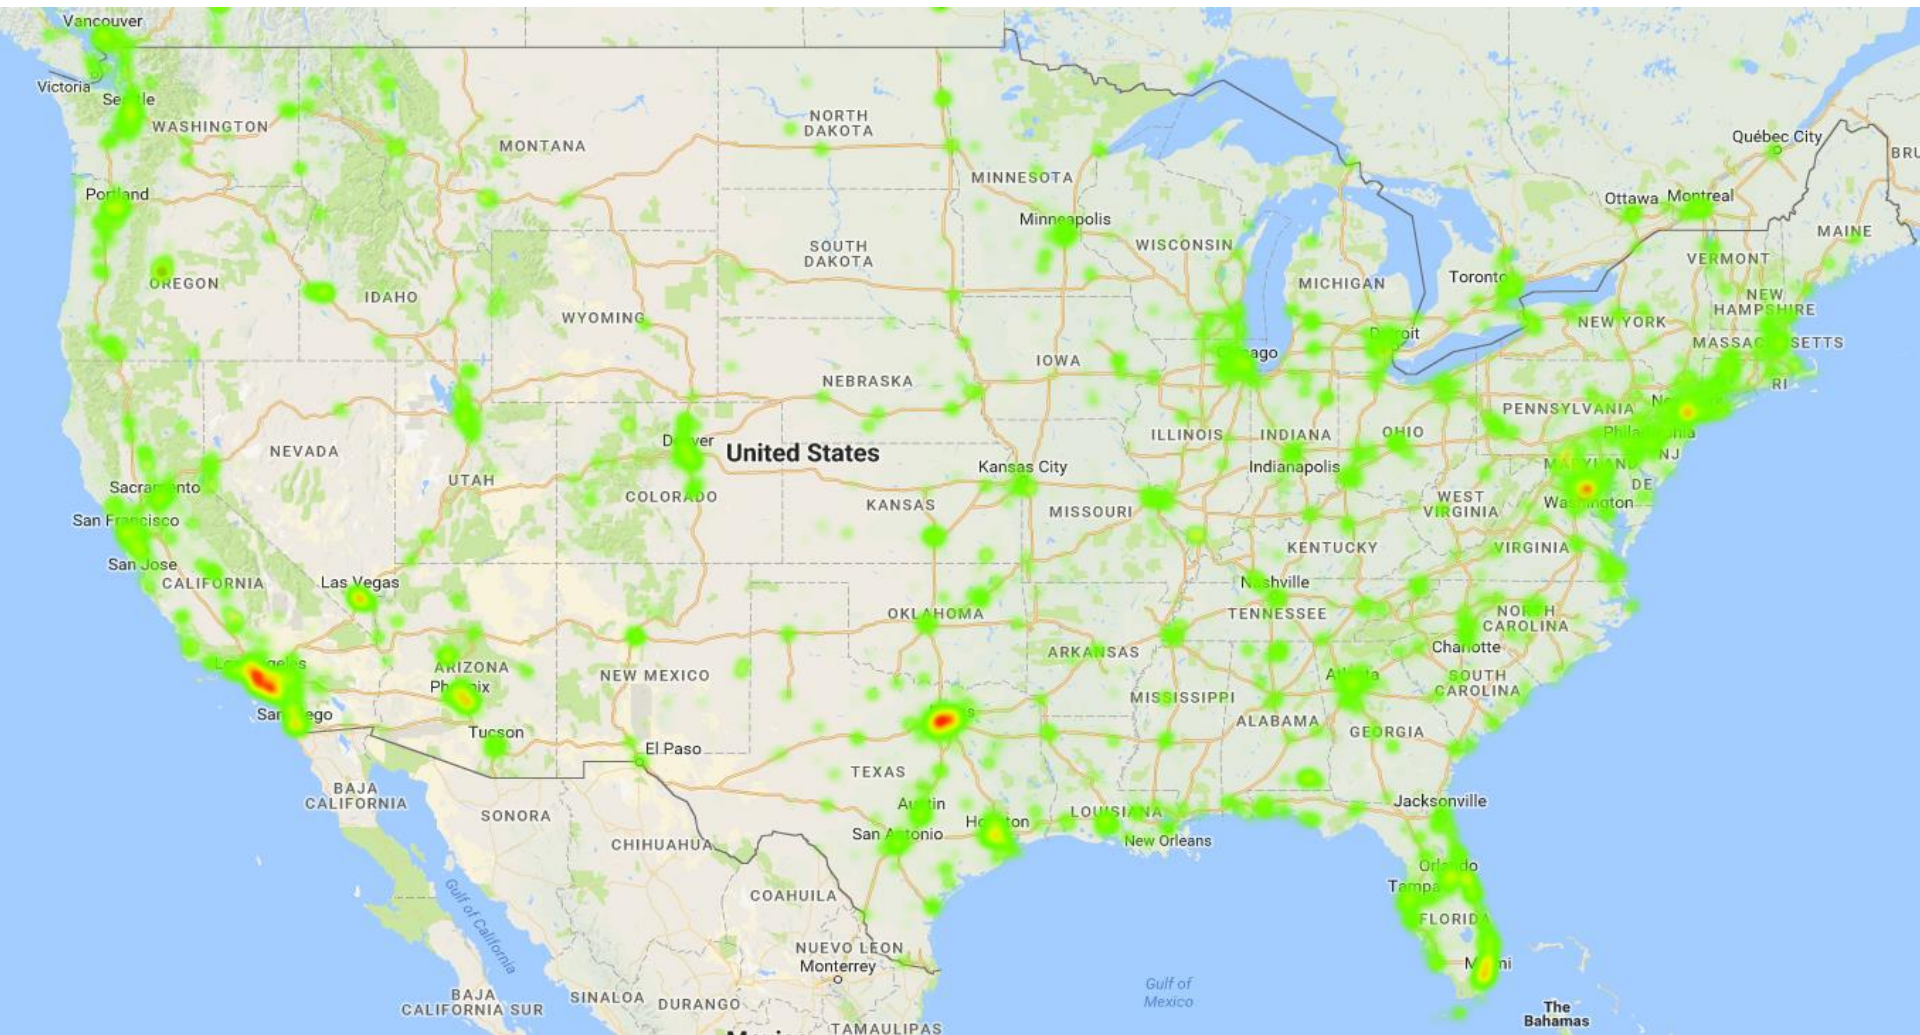 Vancouver
Victoria
Seattle
WASHINGTON
MONTANA
NORTH
DAKOTA
MINNESOTA
Québec City
BRU
Ottawa
Montreal
Portland
Minneapolis
WISCONSIN
MAINE
SOUTH
DAKOTA
VERMONT
MICHIGAN
Toronto
OREGON
IDAHO
NEW
HAMPSHIRE
WYOMING
NEW YORK
Detroit
MASSACHUSETTS
Chicago
IOWA
NEBRASKA
RI
PENNSYLVANIA
Denver
United States
ILLINOIS
INDIANA
OHIO
Philadelphia
NEVADA
NJ
UTAH
Kansas City
Indianapolis
MARYLAND
Sacramento
COLORADO
KANSAS
MISSOURI
WEST
VIRGINIA
DE
Washington
San Francisco
KENTUCKY
VIRGINIA
San Jose
CALIFORNIA
Las Vegas
Nashville
OKLAHOMA
TENNESSEE
NORTH
CAROLINA
ARKANSAS
Charlotte
Los Angeles
ARIZONA
NEW MEXICO
Phoenix
Atlanta
SOUTH
CAROLINA
MISSISSIPPI
San Diego
Dallas
ALABAMA
GEORGIA
Tucson
El Paso
TEXAS
BAJA
CALIFORNIA
SONORA
Austin
Jacksonville
LOUISIANA
Houston
San Antonio
New Orleans
CHIHUAHUA
Orlando
Tampa
COAHUILA
FLORIDA
Gulf of California
NUEVO LEON
Monterrey
Miami
Gulf of
Mexico
BAJA
CALIFORNIA SUR
SINALOA
DURANGO
The
Bahamas
TAMAULIPAS